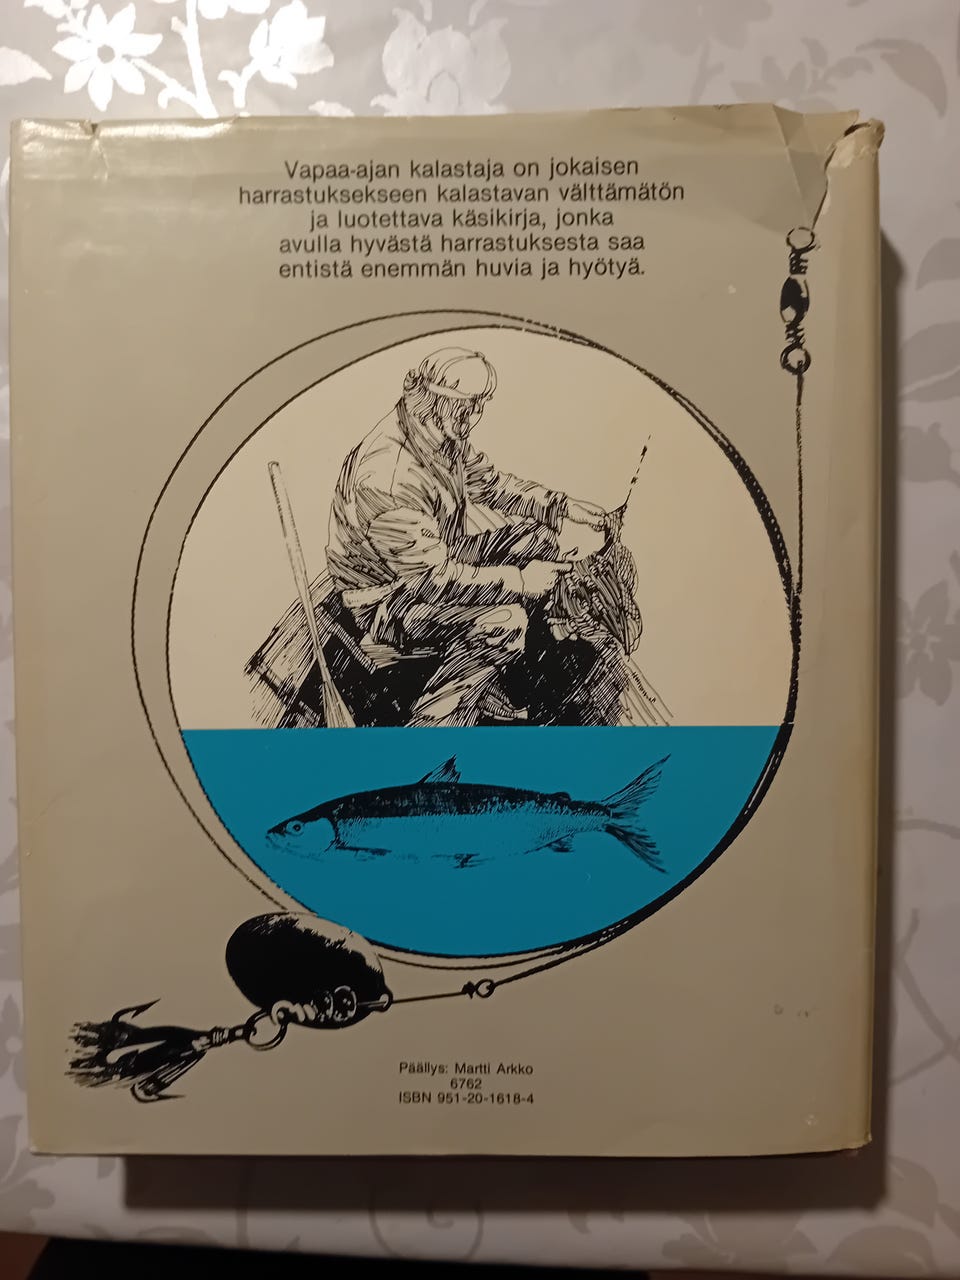 Vapaa-ajan kalastaja on jokaisen
harrastuksekseen kalastavan välttämätön
ja luotettava käsikirja, jonka
avulla hyvästä harrastuksesta saa
entistä enemmän huvia ja hyötyä.
Päällys: Martti Arkko
6762
ISBN 951-20-1618-4